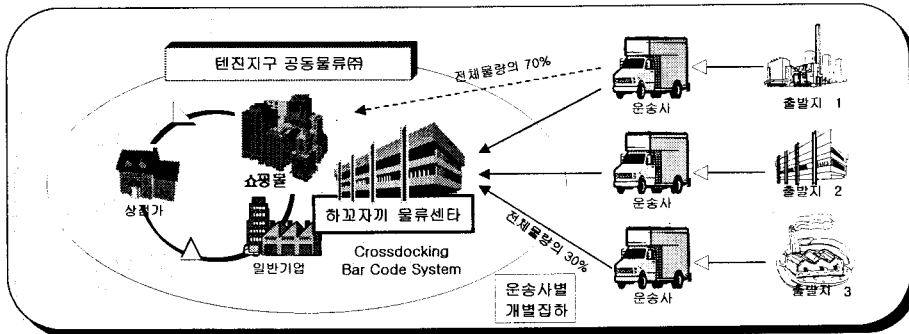 텐진지구 공동물류㈜
전체물량의 70%
운송사
출발지 1
쇼핑몰
상점가
하꼬자끼 물류센타
운송사
출발지 2
일반기업
Crossdocking
Bar Code System
전체물량의 30%
운송사별
개별집하
운송사
출발지 3